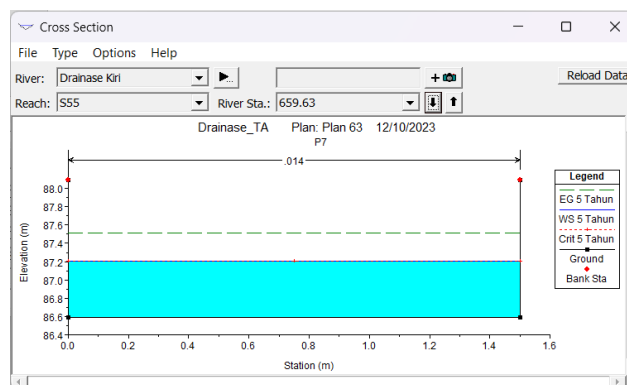 Cross Section
File Type Options Help
River: Drainase Kiri
Reload Data
Reach: S55 River Sta.: 659.63
Drainase_TA Plan: Plan 63 12/10/2023
P7
.014
Legend
EG 5 Tahun
WS 5 Tahun
Crit 5 Tahun
Ground
Bank Sta
Elevation (m)
88.0
87.8
87.6
87.4
87.2
87.0
86.8
86.6
86.4
0.0 0.2 0.4 0.6 0.8 1.0 1.2 1.4 1.6
Station (m)